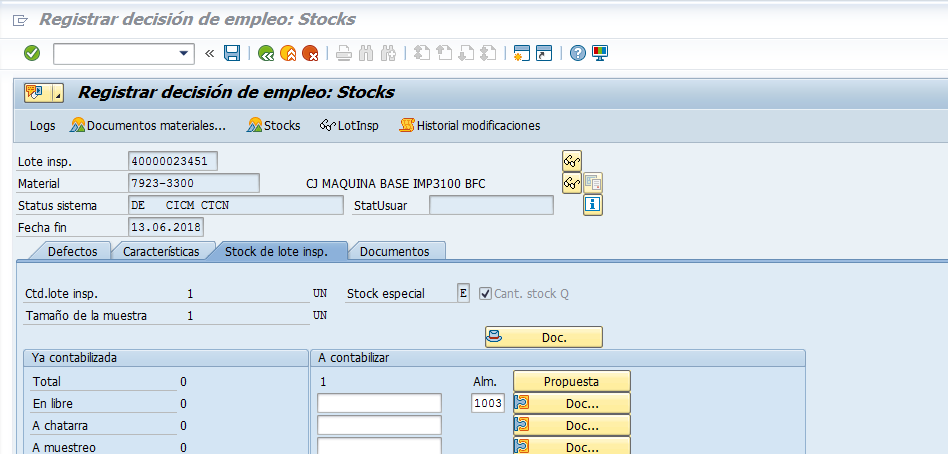 Registrar decisión de empleo: Stocks
Registrar decisión de empleo: Stocks
Logs Documentos materiales... Stocks LotInsp Historial modificaciones
Lote insp. 40000023451
Material 7923-3300 CJ MAQUINA BASE IMP3100 BFC
Status sistema DE CICM CTCN StatUsuar
Fecha fin 13.06.2018
Defectos Características Stock de lote insp. Documentos
Ctd.lote insp. 1 UN Stock especial E Cant. stock Q
Tamaño de la muestra 1 UN
Doc.
Ya contabilizada A contabilizar
Total 0 1 Alm. Propuesta
En libre 0 1003 Doc...
A chatarra 0 Doc...
A muestreo 0 Doc...